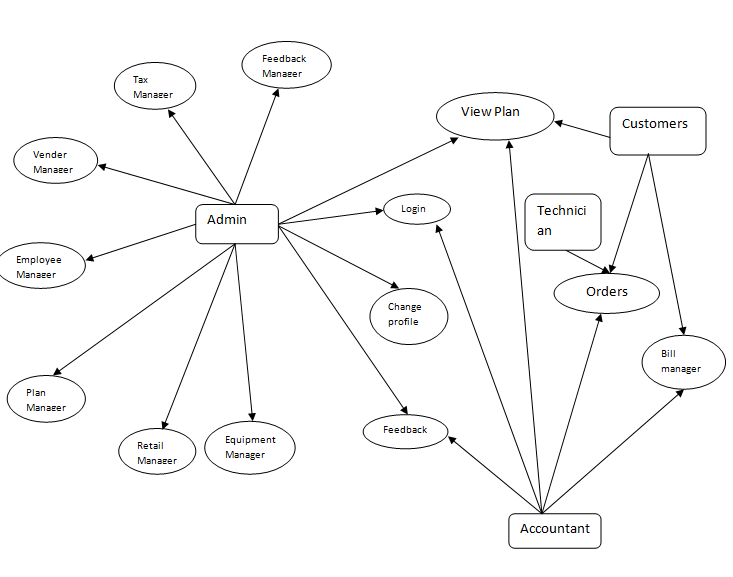 Feedback
Manager
Tax
Manager
View Plan
Customers
Vender
Manager
Login
Admin
Technici
an
Employee
Manager
Orders
Change
profile
Bill
manager
Plan
Manager
Feedback
Retail
Manager
Equipment
Manager
Accountant